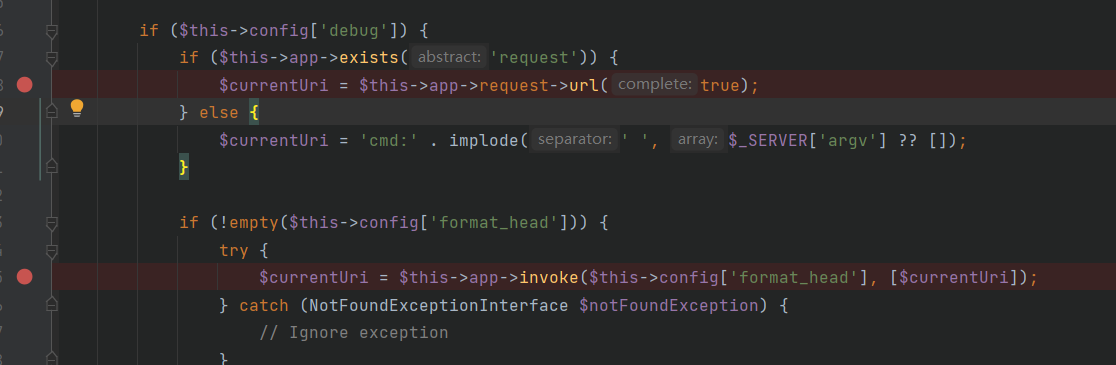 if ($this->config['debug']) {
if ($this->app->exists( abstract: 'request')) {
$currentUri = $this->app->request->url( complete: true);
} else {
$currentUri = 'cmd:' . implode( separator: ' ', array: $_SERVER['argv'] ?? []);
}
if (!empty($this->config['format_head'])) {
try {
$currentUri = $this->app->invoke($this->config['format_head'], [$currentUri]);
} catch (NotFoundExceptionInterface $notFoundException) {
// Ignore exception
}